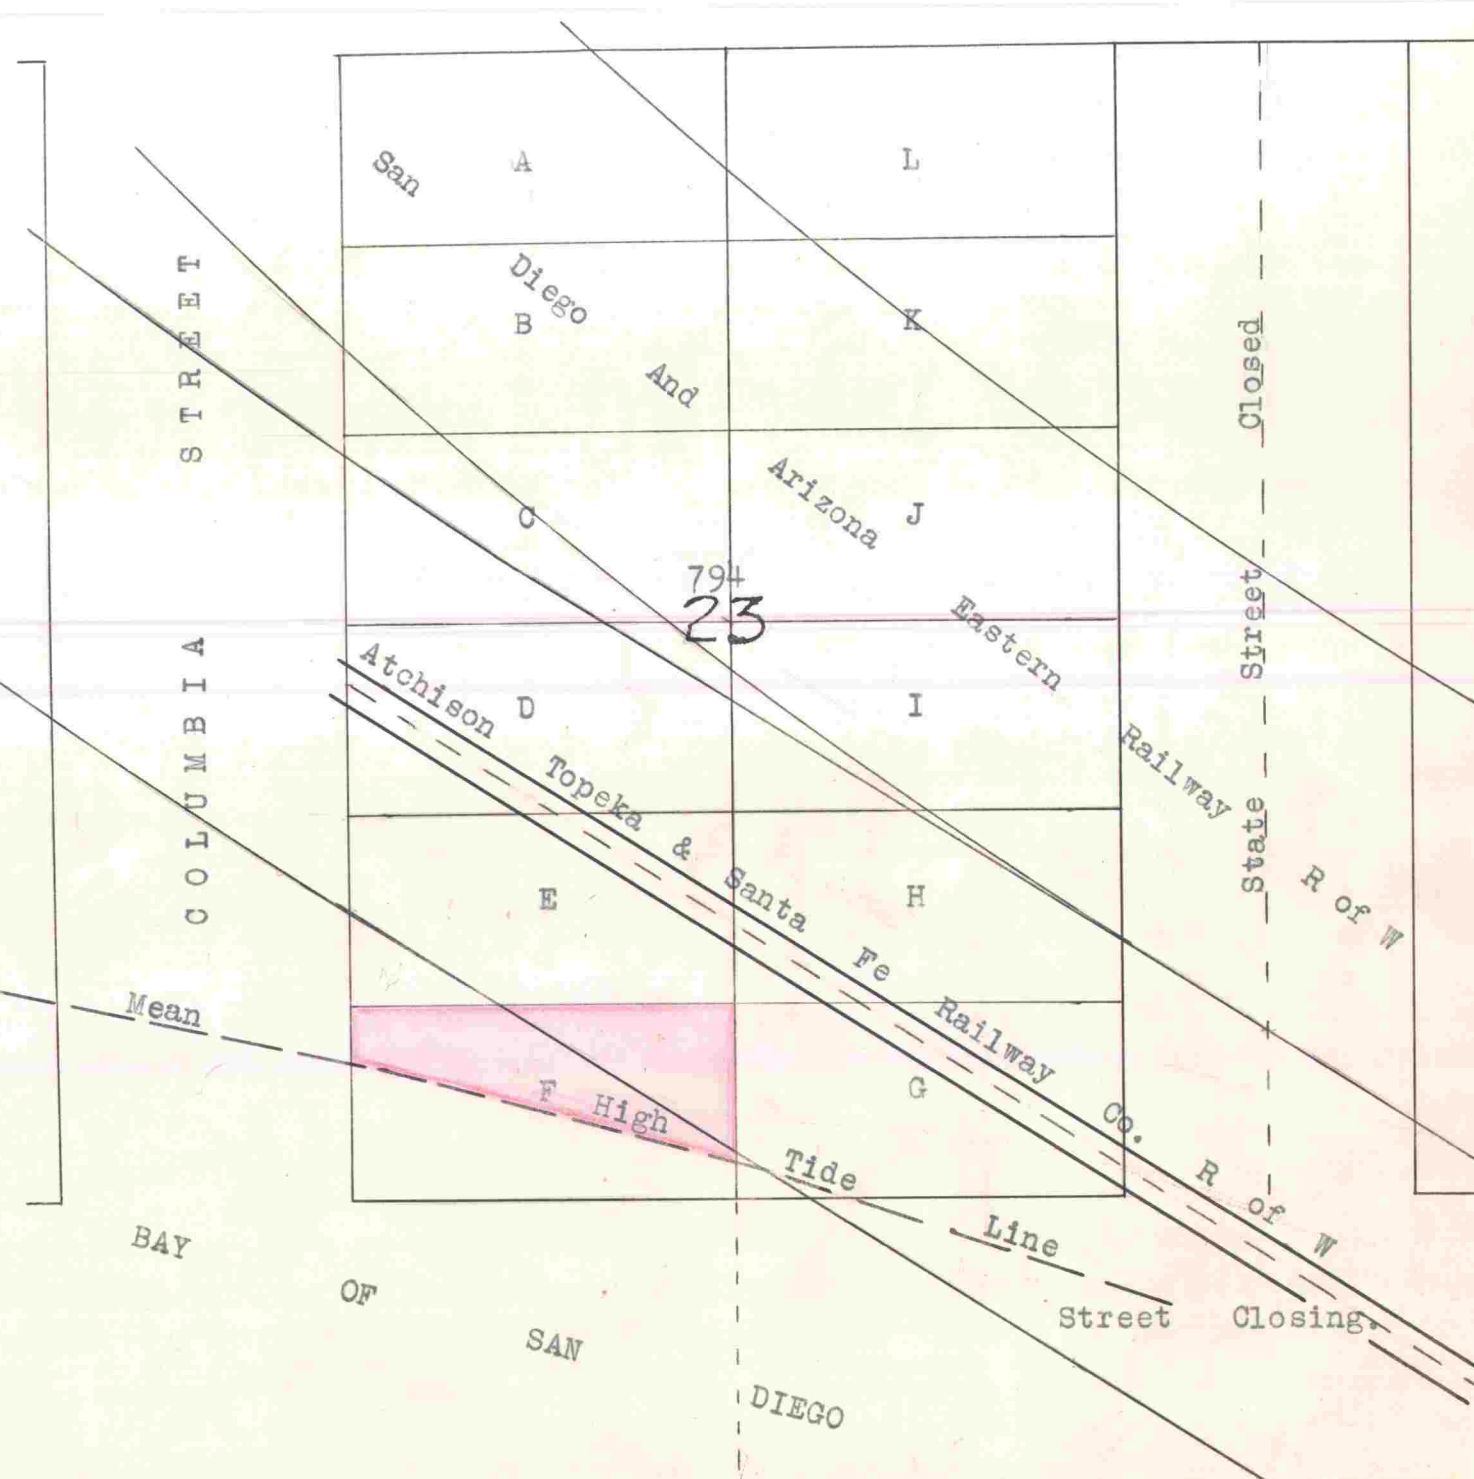 A
L
San Diego And Arizona Eastern Railway R of W
B
K
COLUMBIA STREET
State Street Closed
C
J
794
23
Atchison Topeka & Santa Fe Railway Co. R of W
D
I
E
H
Mean High Tide Line
F
G
BAY OF SAN DIEGO
Street Closing.